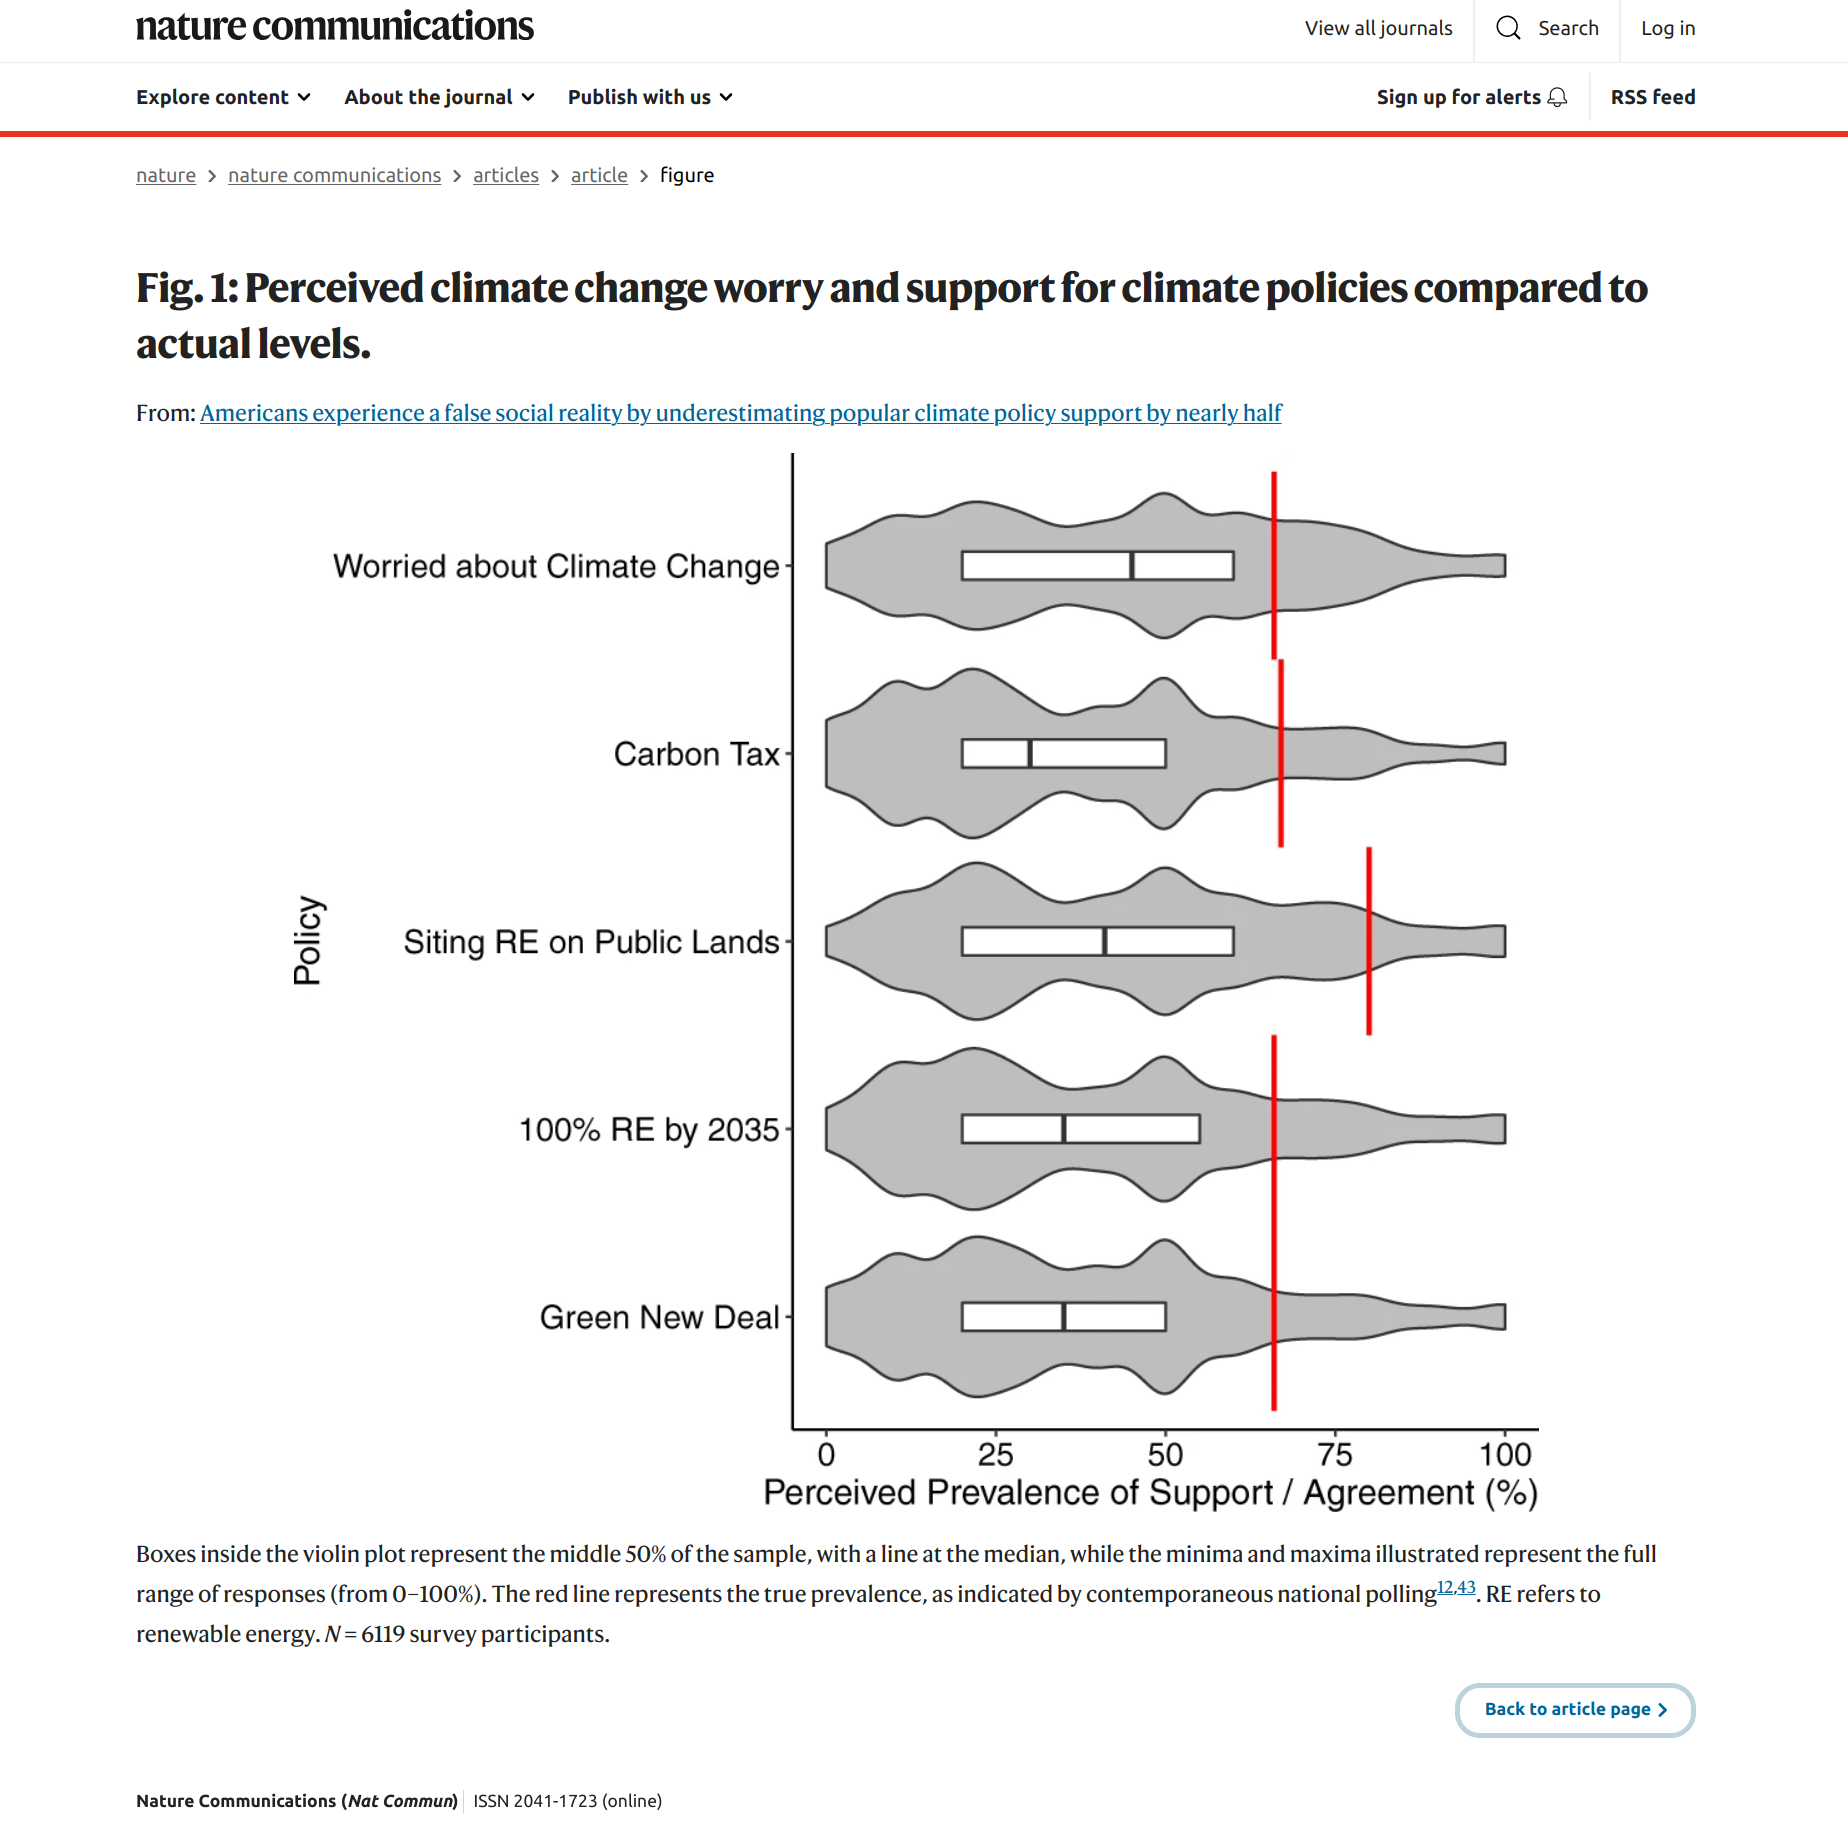 nature communications
View all journals
Search
Log in
Explore content
About the journal
Publish with us
Sign up for alerts
RSS feed
nature > nature communications > articles > article > figure
Fig. 1: Perceived climate change worry and support for climate policies compared to
actual levels.
From: Americans experience a false social reality by underestimating popular climate policy support by nearly half
Policy
Worried about Climate Change
Carbon Tax
Siting RE on Public Lands
100% RE by 2035
Green New Deal
0 25 50 75 100
Perceived Prevalence of Support / Agreement (%)
Boxes inside the violin plot represent the middle 50% of the sample, with a line at the median, while the minima and maxima illustrated represent the full
range of responses (from 0–100%). The red line represents the true prevalence, as indicated by contemporaneous national polling12,43. RE refers to
renewable energy. N = 6119 survey participants.
Back to article page
Nature Communications (Nat Commun) ISSN 2041-1723 (online)